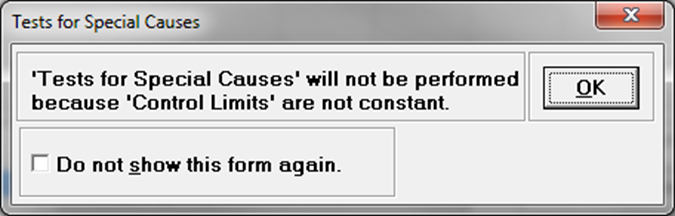 Tests for Special Causes
'Tests for Special Causes' will not be performed
because 'Control Limits' are not constant.
OK
Do not show this form again.